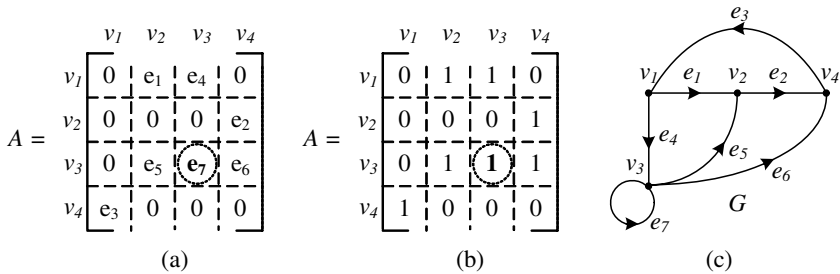 v1 v2 v3 v4
v1 0 e1 e4 0
v2 0 0 0 e2
A =
v3 0 e5 e7 e6
v4 e3 0 0 0
(a)
v1 v2 v3 v4
v1 0 1 1 0
v2 0 0 0 1
A =
v3 0 1 1 1
v4 1 0 0 0
(b)
e3
v1 e1 v2 e2 v4
e4
v3 e5
e6
G
e7
(c)